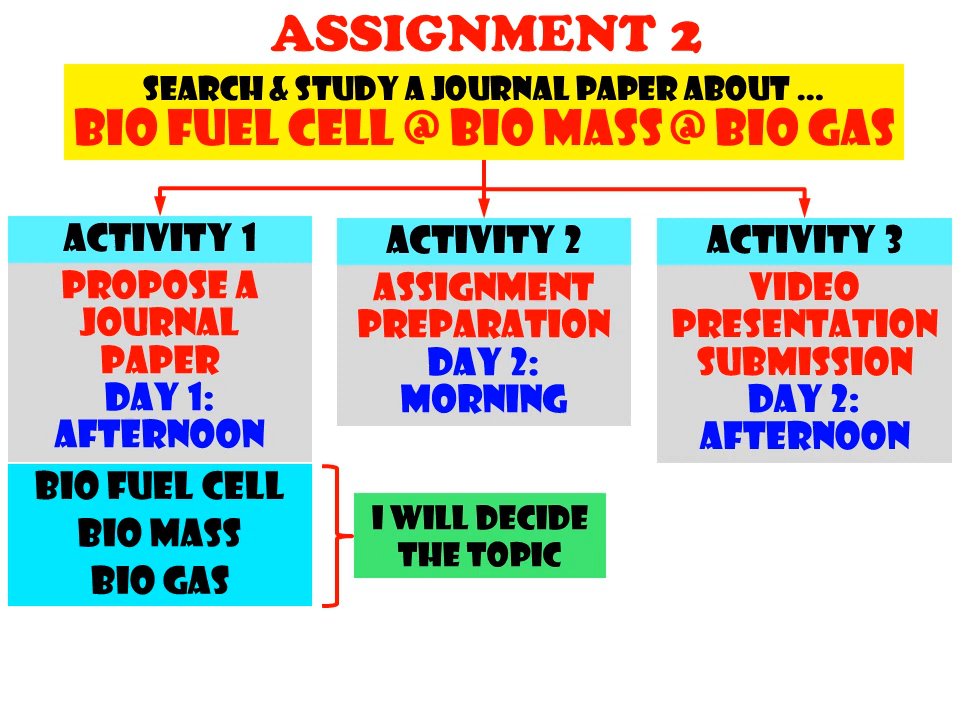 ASSIGNMENT 2
SEARCH & STUDY A JOURNAL PAPER ABOUT ...
BIO FUEL CELL @ BIO MASS @ BIO GAS
ACTIVITY 1
PROPOSE A
JOURNAL
PAPER
DAY 1:
AFTERNOON
BIO FUEL CELL
BIO MASS
BIO GAS
I WILL DECIDE
THE TOPIC
ACTIVITY 2
ASSIGNMENT
PREPARATION
DAY 2:
MORNING
ACTIVITY 3
VIDEO
PRESENTATION
SUBMISSION
DAY 2:
AFTERNOON